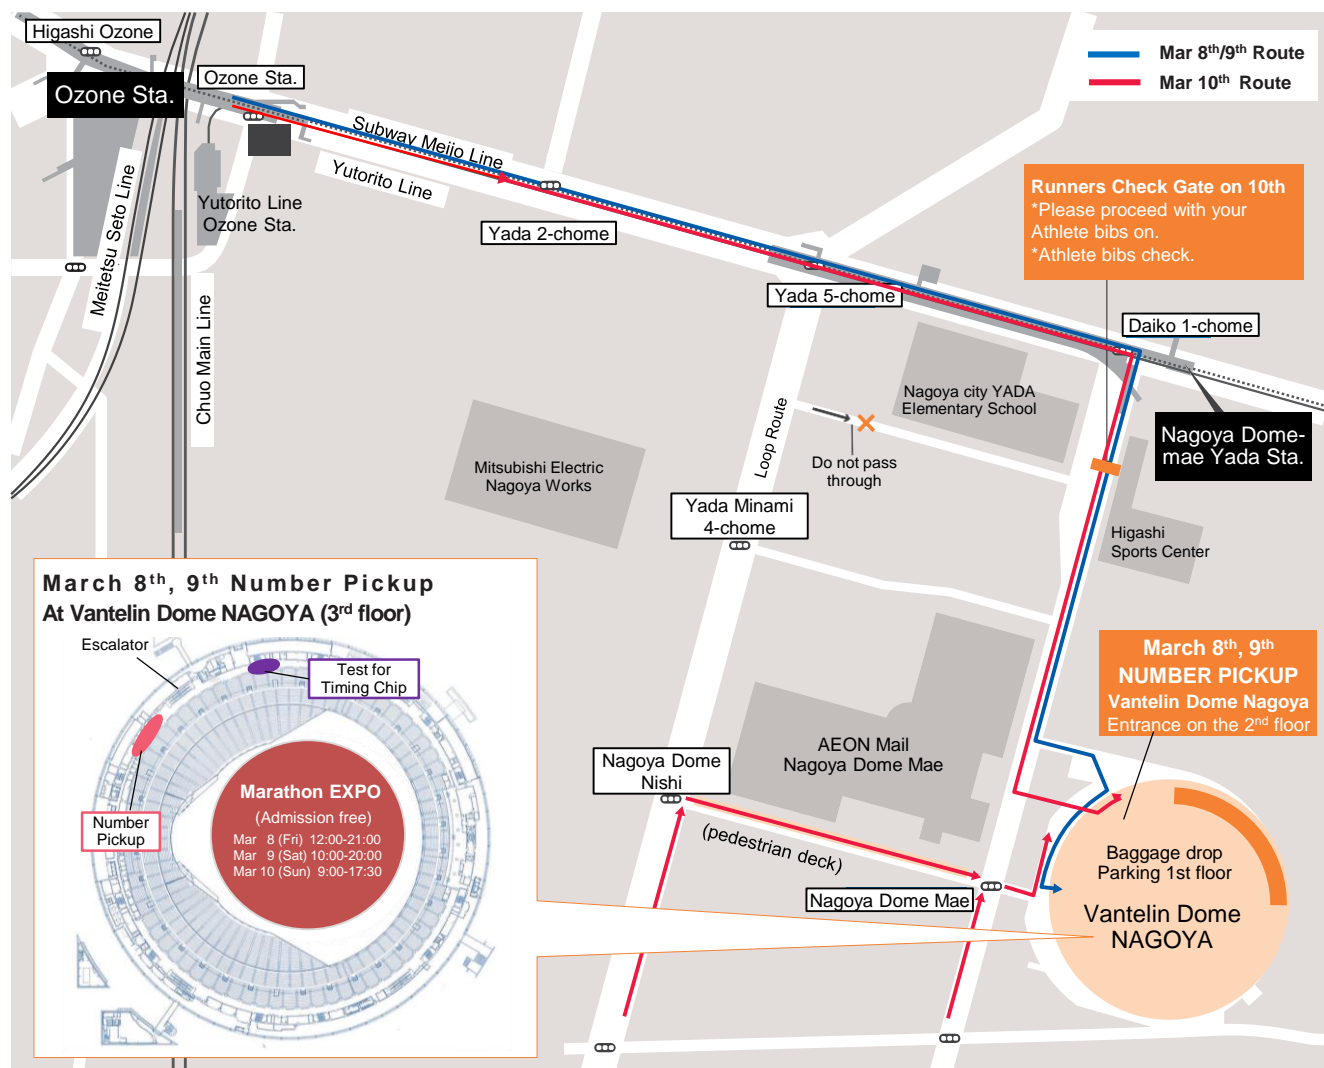 Higashi Ozone
Ozone Sta.
Ozone Sta.
Mar 8th/9th Route
Mar 10th Route
Subway Meijo Line
Yutorito Line
Yutorito Line
Ozone Sta.
Meitetsu Seto Line
Chuo Main Line
Yada 2-chome
Runners Check Gate on 10th
*Please proceed with your
Athlete bibs on.
*Athlete bibs check.
Yada 5-chome
Daiko 1-chome
Nagoya city YADA
Elementary School
Nagoya Dome-
mae Yada Sta.
Loop Route
Do not pass
through
Mitsubishi Electric
Nagoya Works
Yada Minami
4-chome
Higashi
Sports Center
March 8th, 9th Number Pickup
At Vantelin Dome NAGOYA (3rd floor)
Escalator
Test for
Timing Chip
Number
Pickup
Marathon EXPO
(Admission free)
Mar 8 (Fri) 12:00-21:00
Mar 9 (Sat) 10:00-20:00
Mar 10 (Sun) 9:00-17:30
March 8th, 9th
NUMBER PICKUP
Vantelin Dome Nagoya
Entrance on the 2nd floor
AEON Mail
Nagoya Dome Mae
Nagoya Dome
Nishi
(pedestrian deck)
Nagoya Dome Mae
Baggage drop
Parking 1st floor
Vantelin Dome
NAGOYA